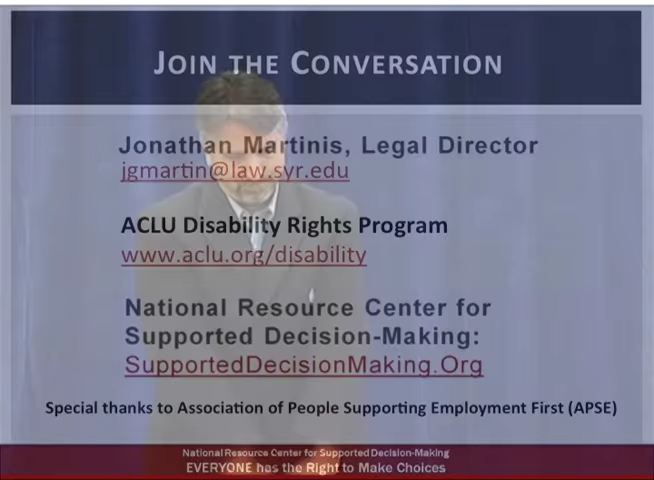 JOIN THE CONVERSATION
Jonathan Martinis, Legal Director
jgmartin@law.syr.edu
ACLU Disability Rights Program
www.aclu.org/disability
National Resource Center for
Supported Decision-Making:
SupportedDecisionMaking.Org
Special thanks to Association of People Supporting Employment First (APSE)
National Resource Center for Supported Decision-Making
EVERYONE has the Right to Make Choices